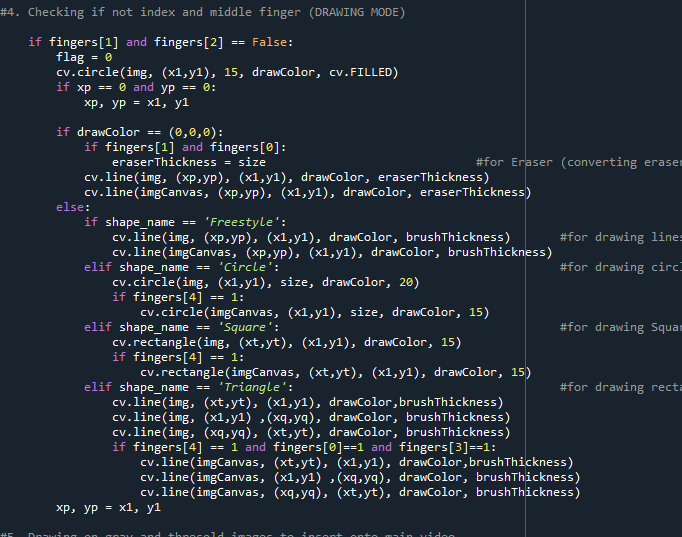 #4. Checking if not index and middle finger (DRAWING MODE)
if fingers[1] and fingers[2] == False:
flag = 0
cv.circle(img, (x1,y1), 15, drawColor, cv.FILLED)
if xp == 0 and yp == 0:
xp, yp = x1, y1
if drawColor == (0,0,0):
if fingers[1] and fingers[0]:
eraserThickness = size #for Eraser (converting eraser
cv.line(img, (xp,yp), (x1,y1), drawColor, eraserThickness)
cv.line(imgCanvas, (xp,yp), (x1,y1), drawColor, eraserThickness)
else:
if shape_name == 'Freestyle':
cv.line(img, (xp,yp), (x1,y1), drawColor, brushThickness) #for drawing lines
cv.line(imgCanvas, (xp,yp), (x1,y1), drawColor, brushThickness)
elif shape_name == 'Circle': #for drawing circ
cv.circle(img, (x1,y1), size, drawColor, 20)
if fingers[4] == 1:
cv.circle(imgCanvas, (x1,y1), size, drawColor, 15)
elif shape_name == 'Square': #for drawing Squa
cv.rectangle(img, (xt,yt), (x1,y1), drawColor, 15)
if fingers[4] == 1:
cv.rectangle(imgCanvas, (xt,yt), (x1,y1), drawColor, 15)
elif shape_name == 'Triangle': #for drawing rect
cv.line(img, (xt,yt), (x1,y1), drawColor,brushThickness)
cv.line(img, (x1,y1) ,(xq,yq), drawColor, brushThickness)
cv.line(img, (xq,yq), (xt,yt), drawColor, brushThickness)
if fingers[4] == 1 and fingers[0]==1 and fingers[3]==1:
cv.line(imgCanvas, (xt,yt), (x1,y1), drawColor,brushThickness)
cv.line(imgCanvas, (x1,y1) ,(xq,yq), drawColor, brushThickness)
cv.line(imgCanvas, (xq,yq), (xt,yt), drawColor, brushThickness)
xp, yp = x1, y1
#5. Drawing on gray and thresold images to insert onto main video